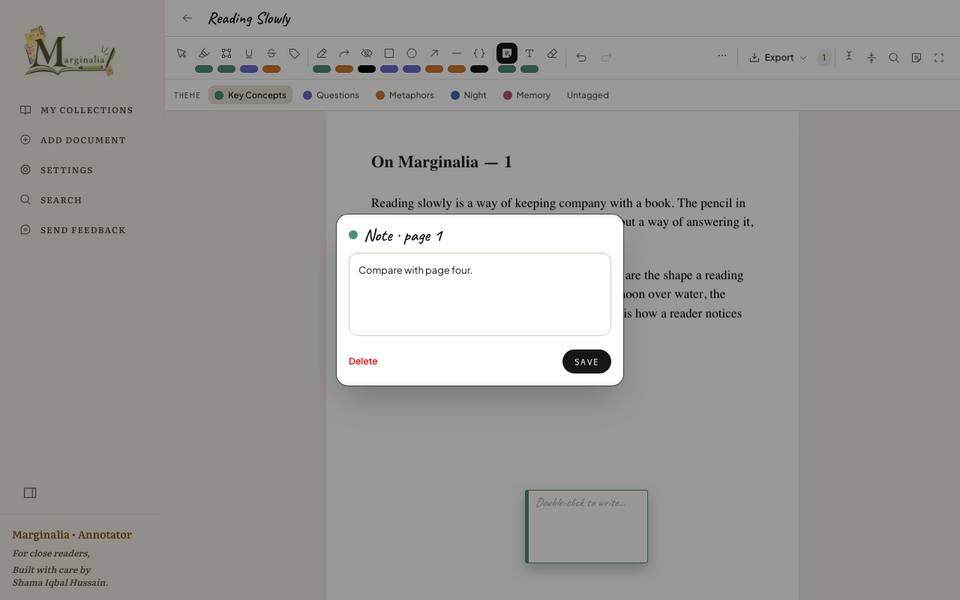 Marginalia
MY COLLECTIONS
ADD DOCUMENT
SETTINGS
SEARCH
SEND FEEDBACK
Marginalia • Annotator
For close readers,
Built with care by
Shama Iqbal Hussain.
Reading Slowly
Export
1
THEME
Key Concepts
Questions
Metaphors
Night
Memory
Untagged
On Marginalia — 1
Reading slowly is a way of keeping company with a book. The pencil in
out a way of answering it,
are the shape a reading
moon over water, the
is how a reader notices
Note · page 1
Compare with page four.
Delete
SAVE
Double-click to write...